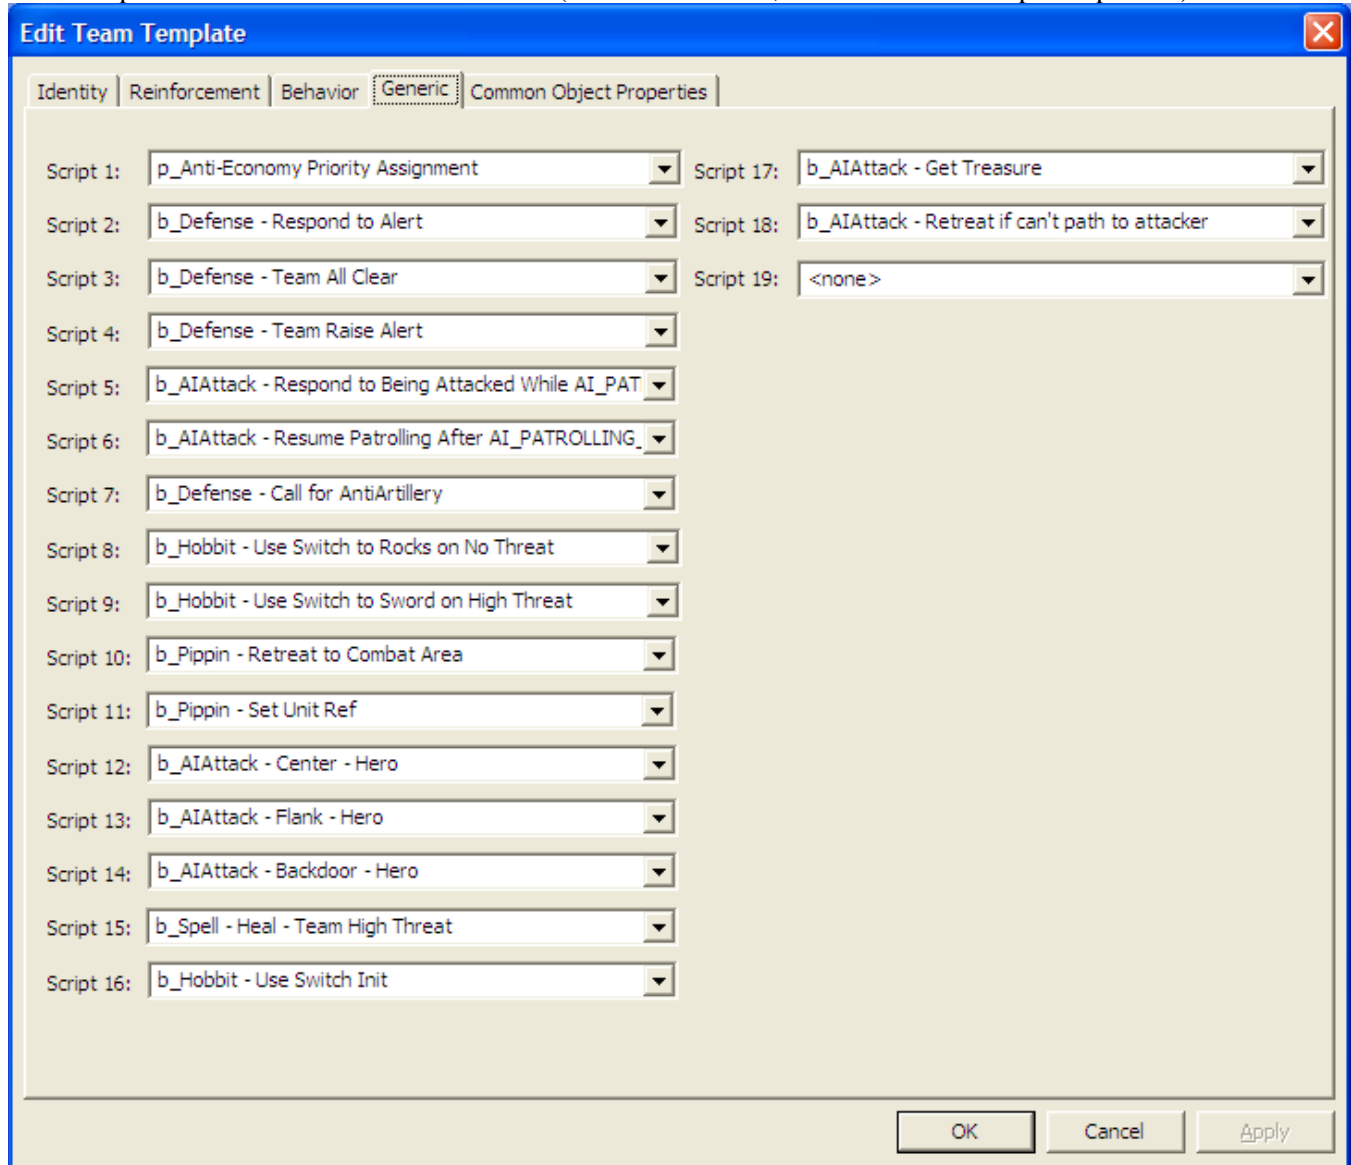 Edit Team Template
Identity Reinforcement Behavior Generic Common Object Properties
Script 1: p_Anti-Economy Priority Assignment
Script 2: b_Defense - Respond to Alert
Script 3: b_Defense - Team All Clear
Script 4: b_Defense - Team Raise Alert
Script 5: b_AIAttack - Respond to Being Attacked While AI_PAT
Script 6: b_AIAttack - Resume Patrolling After AI_PATROLLING_
Script 7: b_Defense - Call for AntiArtillery
Script 8: b_Hobbit - Use Switch to Rocks on No Threat
Script 9: b_Hobbit - Use Switch to Sword on High Threat
Script 10: b_Pippin - Retreat to Combat Area
Script 11: b_Pippin - Set Unit Ref
Script 12: b_AIAttack - Center - Hero
Script 13: b_AIAttack - Flank - Hero
Script 14: b_AIAttack - Backdoor - Hero
Script 15: b_Spell - Heal - Team High Threat
Script 16: b_Hobbit - Use Switch Init
Script 17: b_AIAttack - Get Treasure
Script 18: b_AIAttack - Retreat if can't path to attacker
Script 19: <none>
OK Cancel Apply